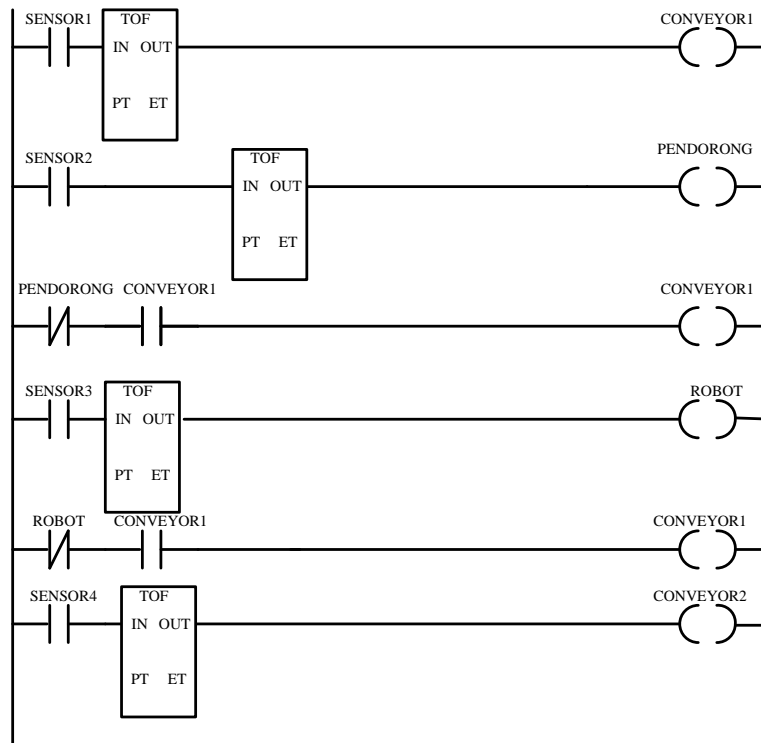 SENSOR1 TOF CONVEYOR1
IN OUT
PT ET
SENSOR2 TOF PENDORONG
IN OUT
PT ET
PENDORONG CONVEYOR1 CONVEYOR1
SENSOR3 TOF ROBOT
IN OUT
PT ET
ROBOT CONVEYOR1 CONVEYOR1
SENSOR4 TOF CONVEYOR2
IN OUT
PT ET